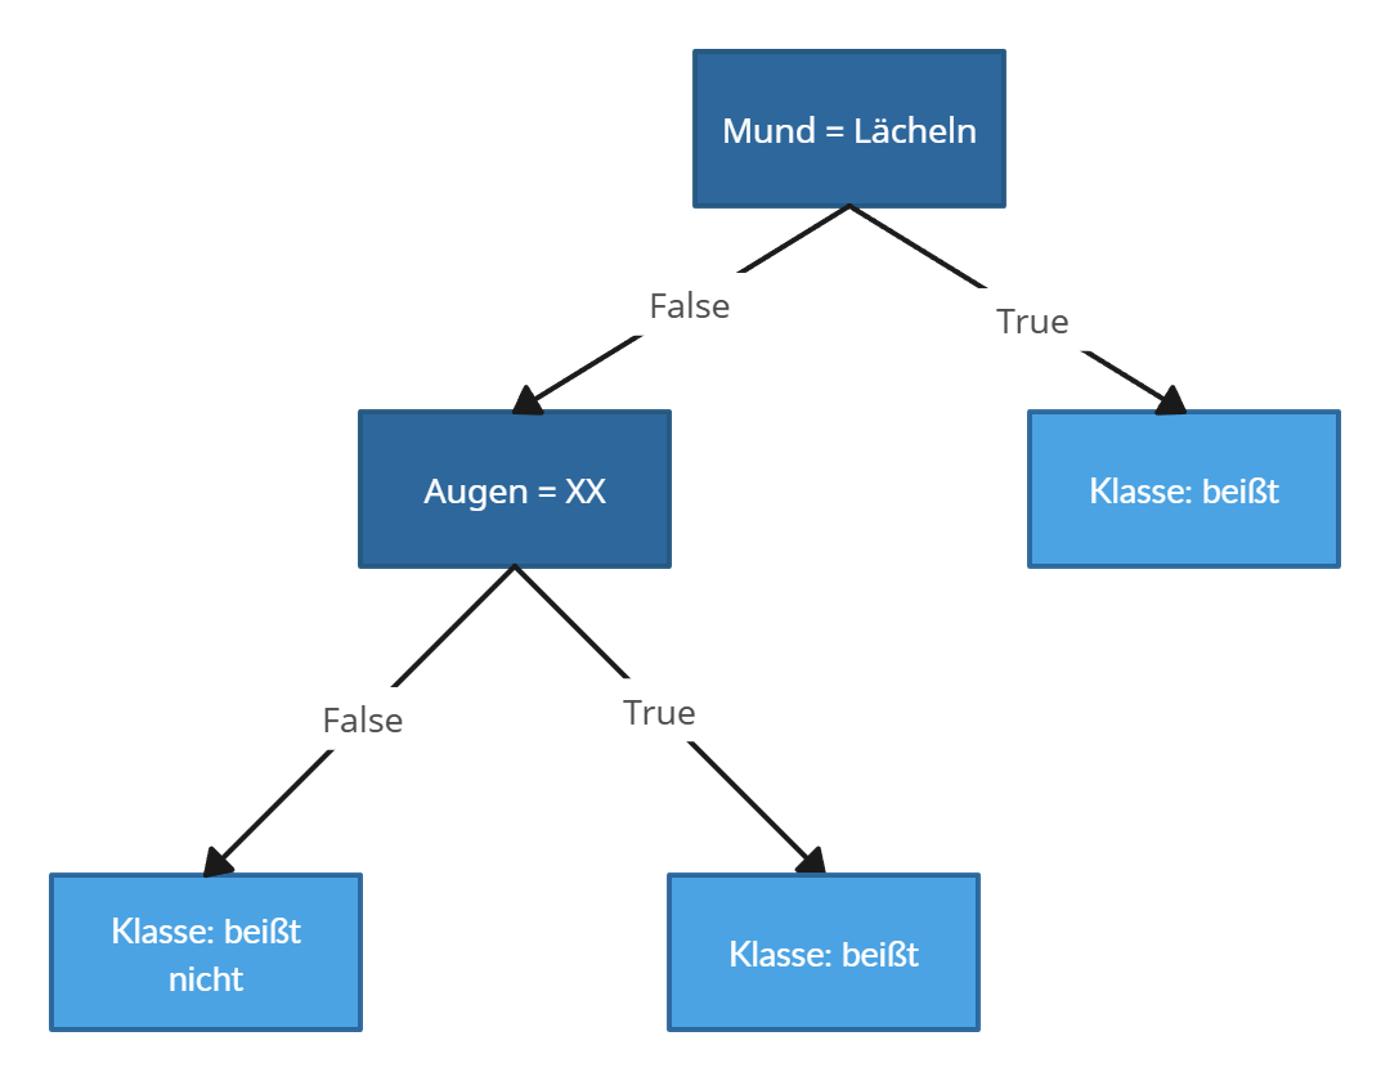 Mund = Lächeln
False
True
Augen = XX
Klasse: beißt
False
True
Klasse: beißt
nicht
Klasse: beißt